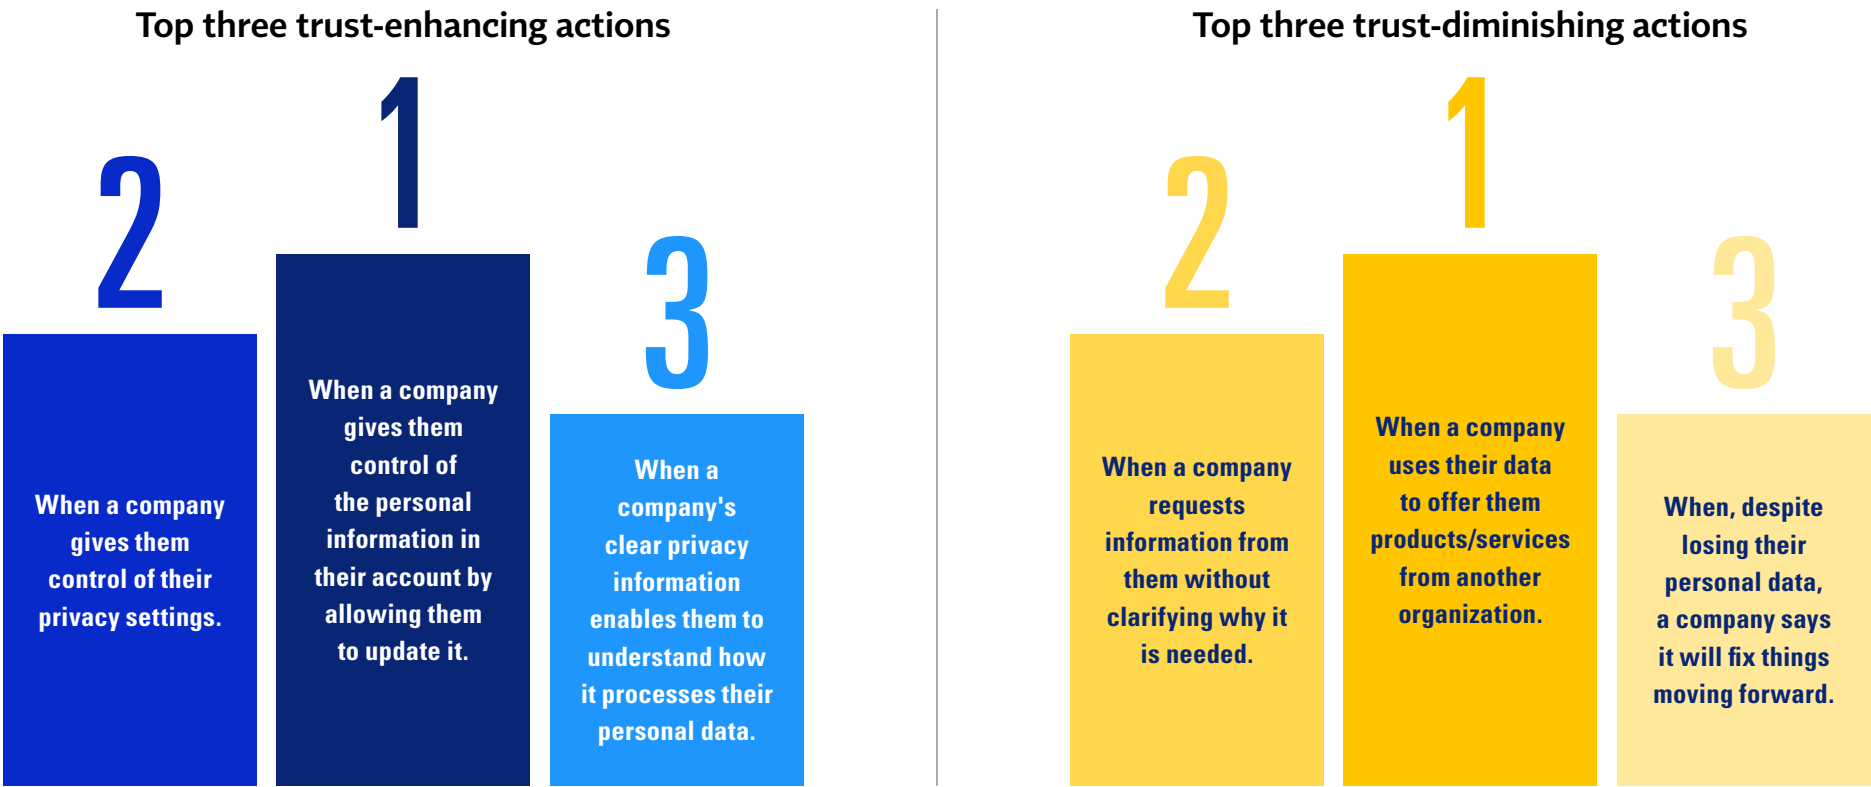 Top three trust-enhancing actions
2
When a company
gives them
control of their
privacy settings.
1
When a company
gives them
control of
the personal
information in
their account by
allowing them
to update it.
3
When a
company's
clear privacy
information
enables them to
understand how
it processes their
personal data.
Top three trust-diminishing actions
2
When a company
requests
information from
them without
clarifying why it
is needed.
1
When a company
uses their data
to offer them
products/services
from another
organization.
3
When, despite
losing their
personal data,
a company says
it will fix things
moving forward.